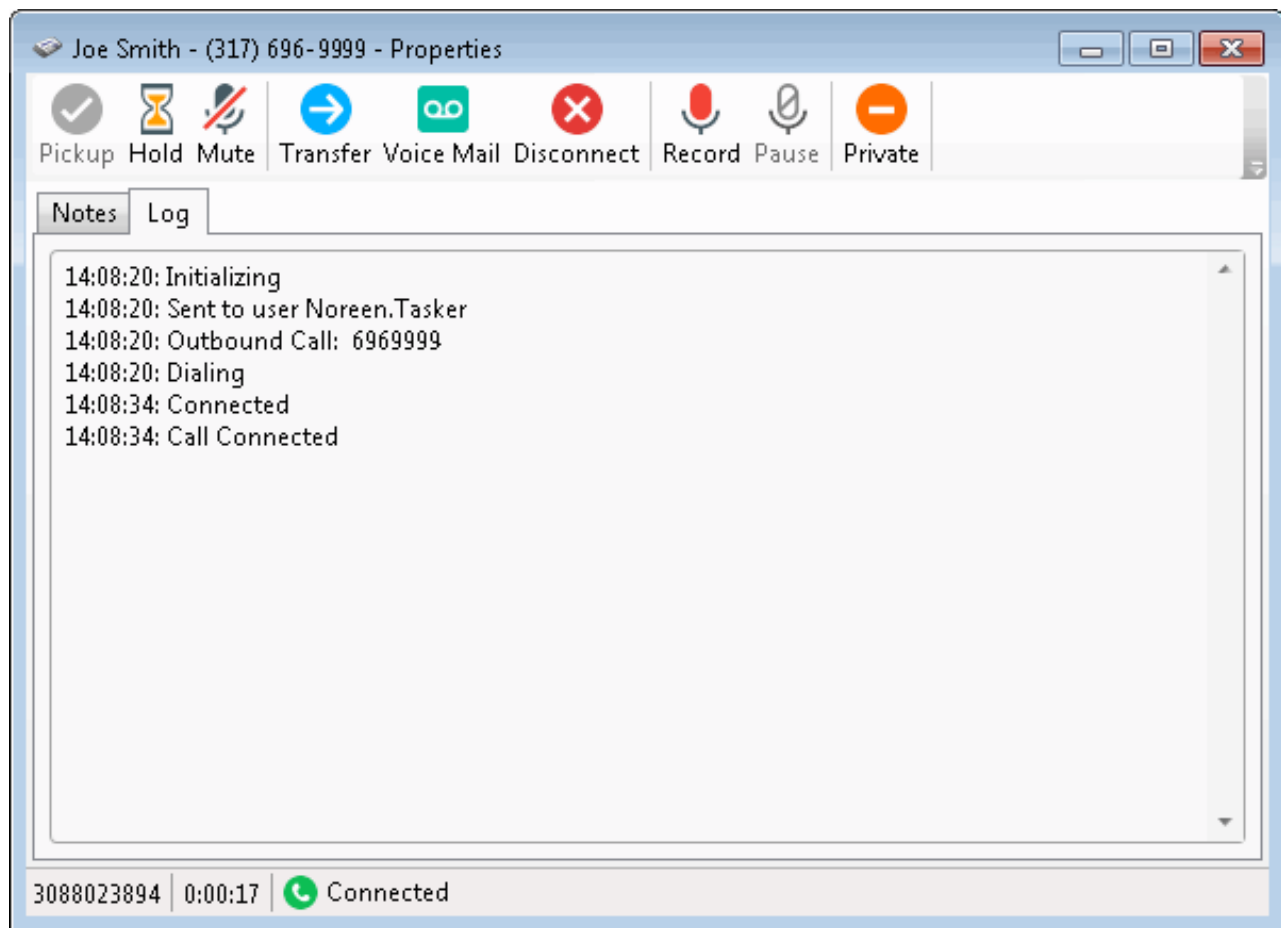 Joe Smith - (317) 696-9999 - Properties
Pickup Hold Mute Transfer Voice Mail Disconnect Record Pause Private
Notes Log
14:08:20: Initializing
14:08:20: Sent to user Noreen.Tasker
14:08:20: Outbound Call:  6969999
14:08:20: Dialing
14:08:34: Connected
14:08:34: Call Connected
3088023894 0:00:17 Connected